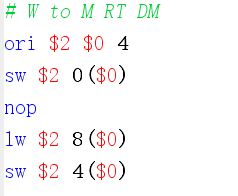 # W to M RT DM
ori $2 $0 4
sw $2 0($0)
nop
lw $2 8($0)
sw $2 4($0)